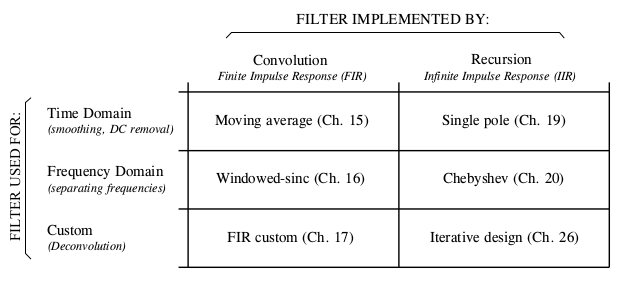 FILTER IMPLEMENTED BY:
Convolution
Finite Impulse Response (FIR)
Recursion
Infinite Impulse Response (IIR)
FILTER USED FOR:
Time Domain
(smoothing, DC removal)
Moving average (Ch. 15)
Single pole (Ch. 19)
Frequency Domain
(separating frequencies)
Windowed-sinc (Ch. 16)
Chebyshev (Ch. 20)
Custom
(Deconvolution)
FIR custom (Ch. 17)
Iterative design (Ch. 26)